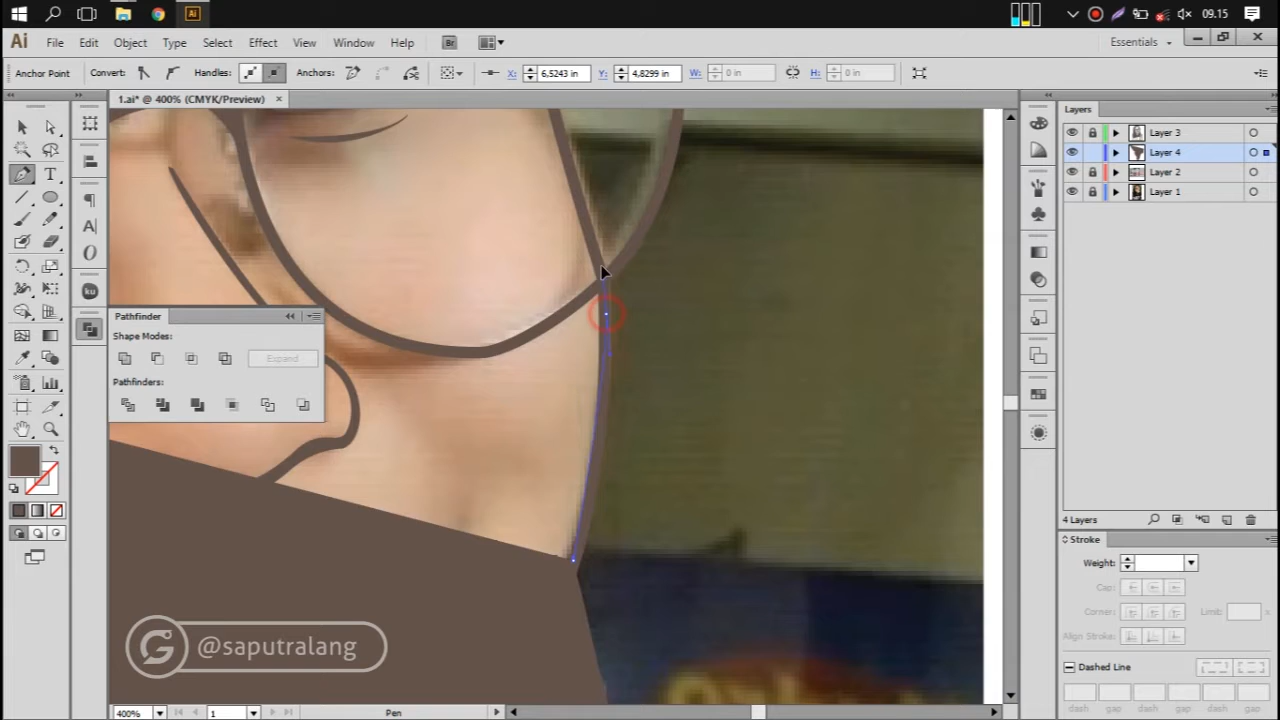 09.15
Ai File Edit Object Type Select Effect View Window Help Br Essentials
Anchor Point Convert: Handles: Anchors: X: 6,5243 in Y: 4,8299 in W: 0 in H: 0 in
1.ai* @ 400% (CMYK/Preview) ×
Layers
Layer 3
Layer 4
Layer 2
Layer 1
Pathfinder
Shape Modes:
Expand
Pathfinders:
4 Layers
Stroke
Weight:
Cap:
Corner: Limit:
Align Stroke:
Dashed Line
dash gap dash gap dash gap
@saputralang
400% 1 Pen